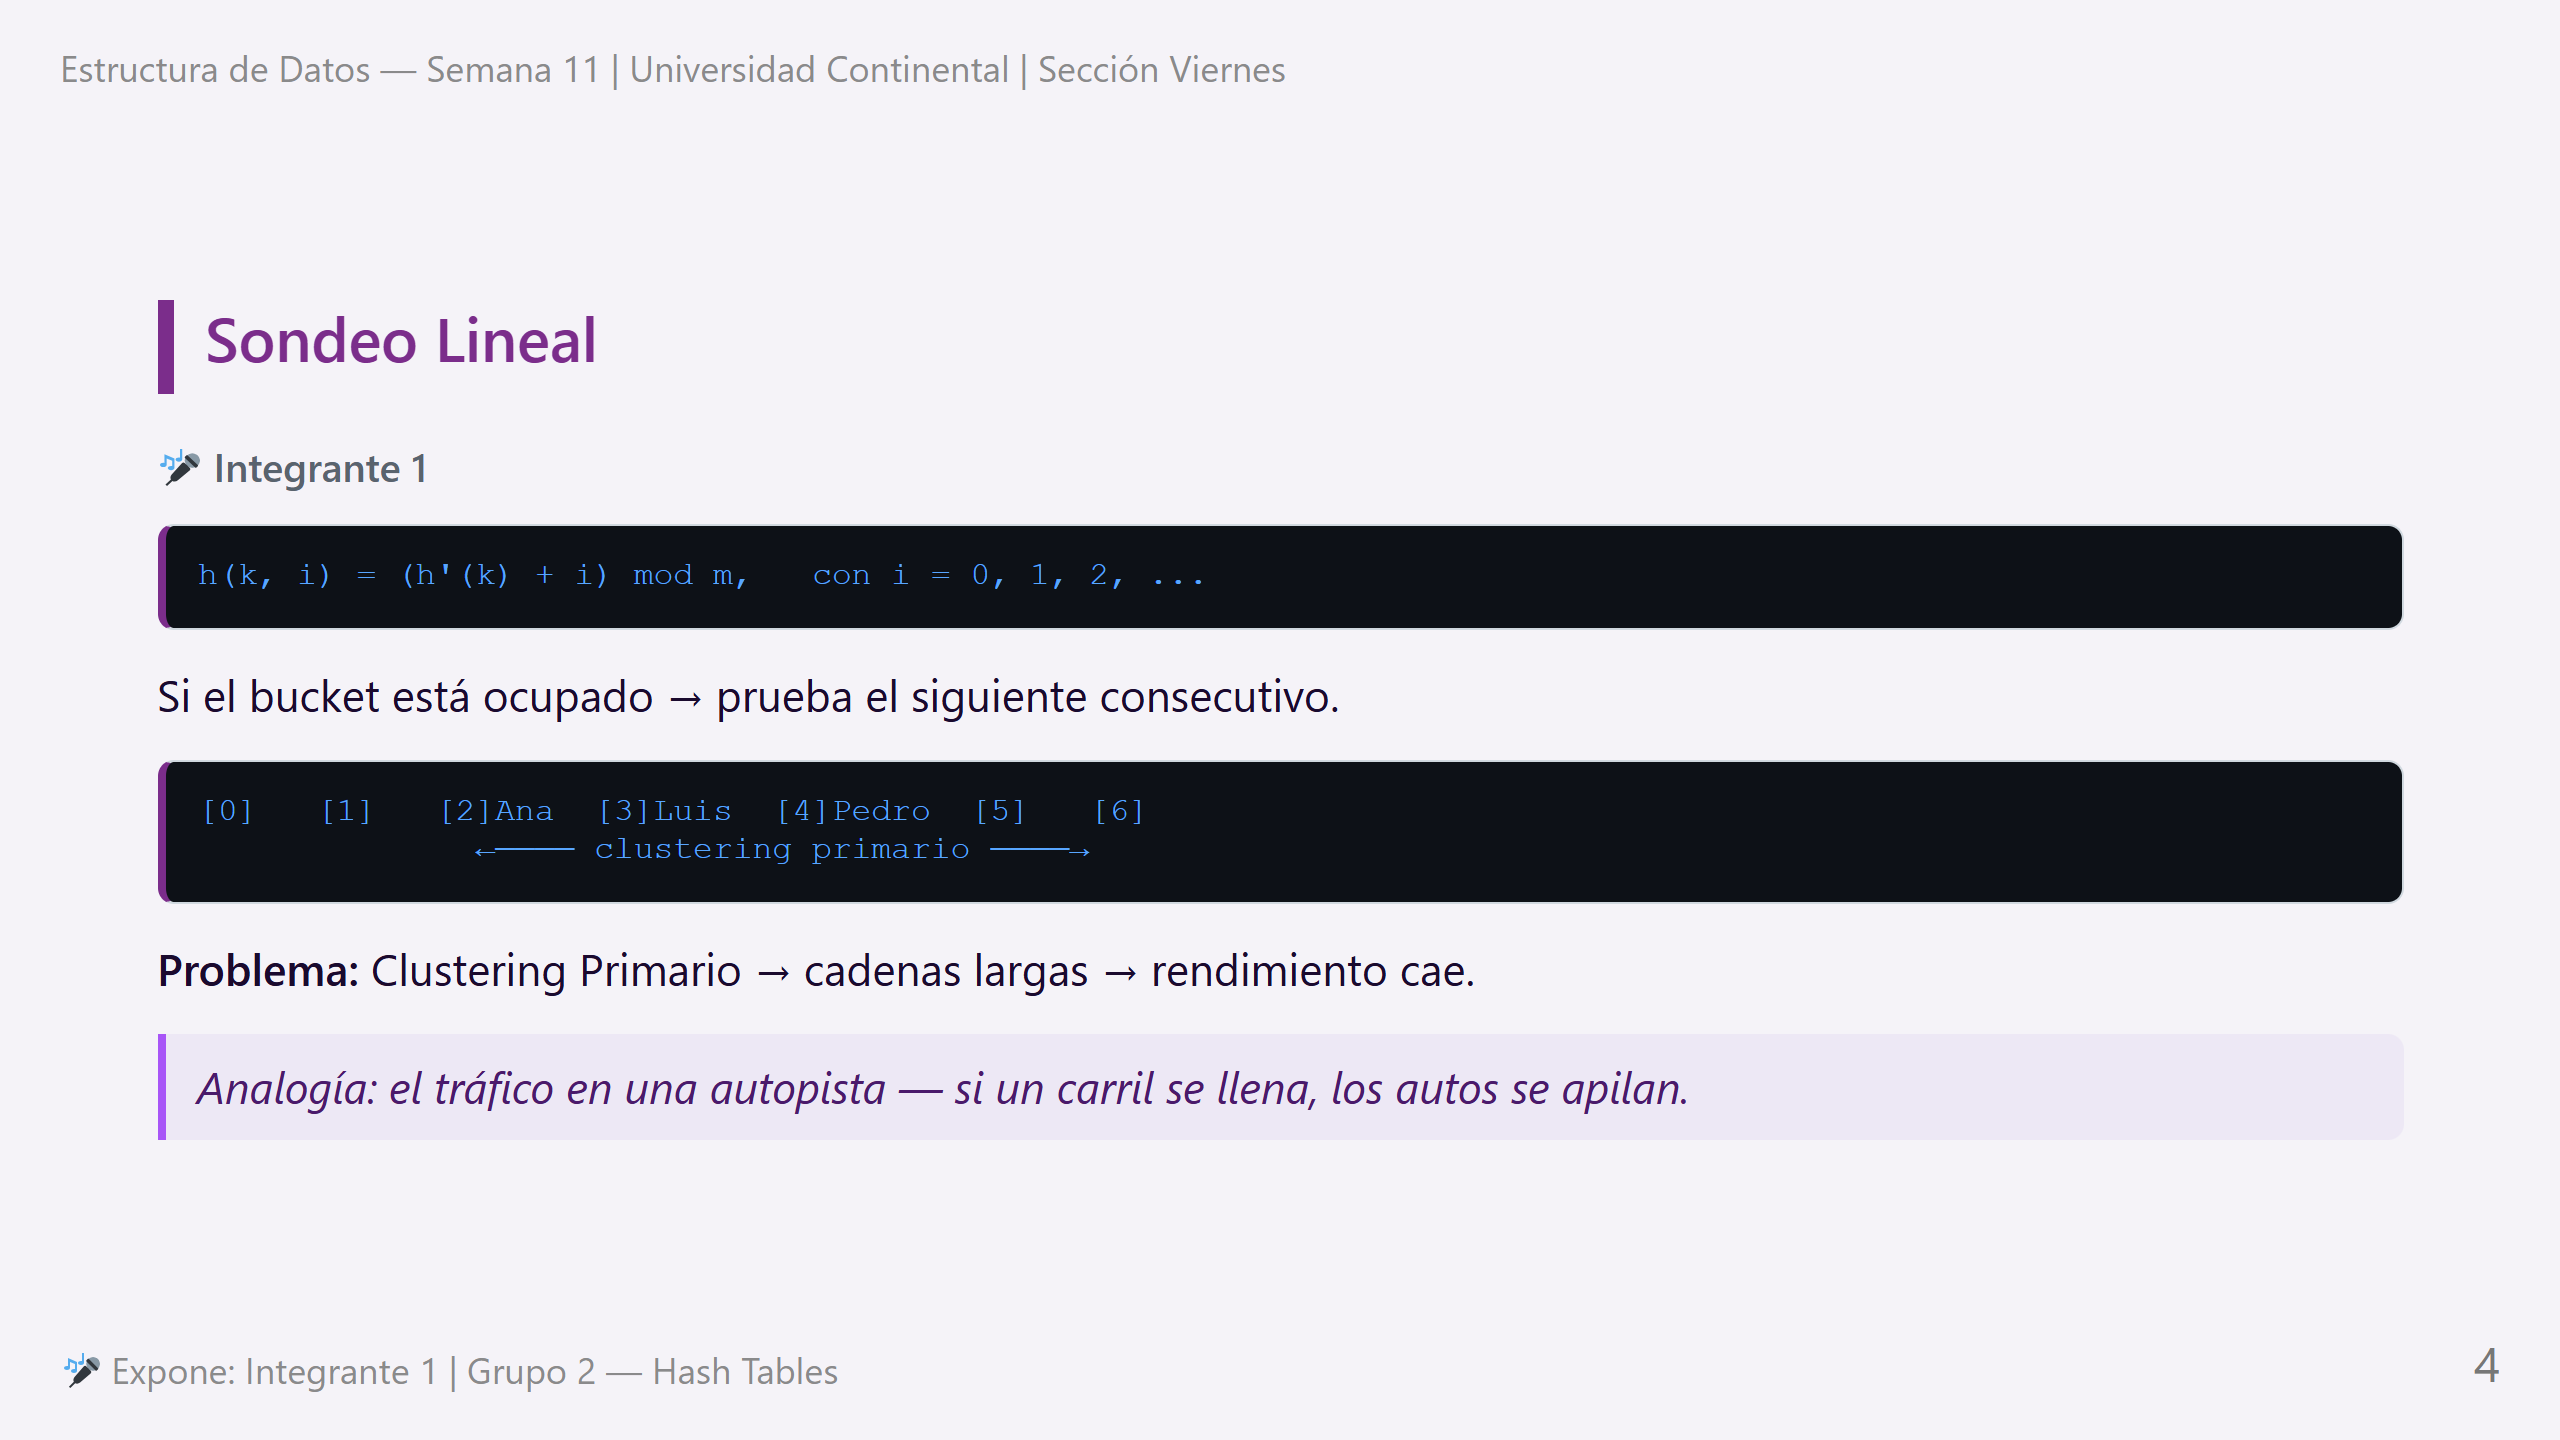 Estructura de Datos — Semana 11 | Universidad Continental | Sección Viernes
Sondeo Lineal
🎤 Integrante 1
h(k, i) = (h'(k) + i) mod m,   con i = 0, 1, 2, ...
Si el bucket está ocupado → prueba el siguiente consecutivo.
[0]   [1]   [2]Ana  [3]Luis  [4]Pedro  [5]   [6]
←──── clustering primario ────→
Problema: Clustering Primario → cadenas largas → rendimiento cae.
Analogía: el tráfico en una autopista — si un carril se llena, los autos se apilan.
🎤 Expone: Integrante 1 | Grupo 2 — Hash Tables
4